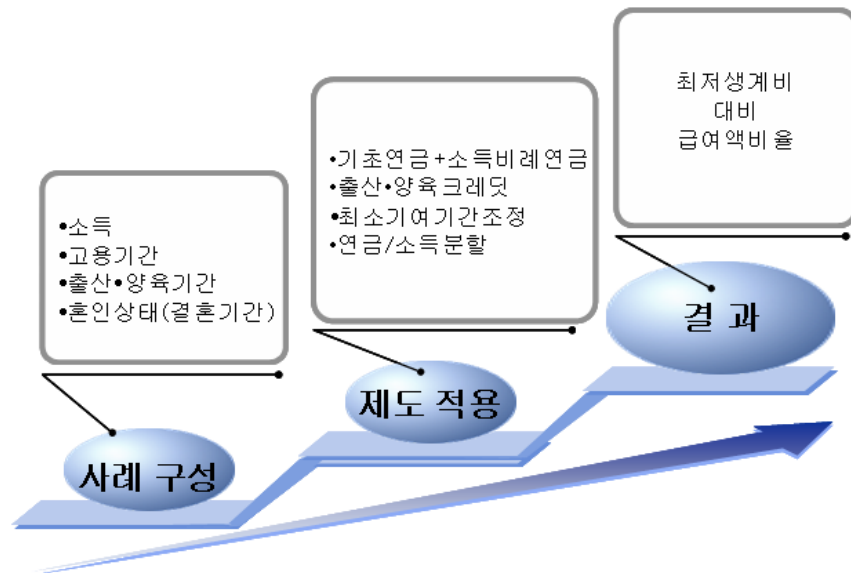 •소득
•고용기간
•출산•양육기간
•혼인상태(결혼기간)
사례 구성
•기초연금+소득비례연금
•출산•양육크레딧
•최소기여기간조정
•연금/소득분할
제도 적용
최저생계비
대비
급여액비율
결 과